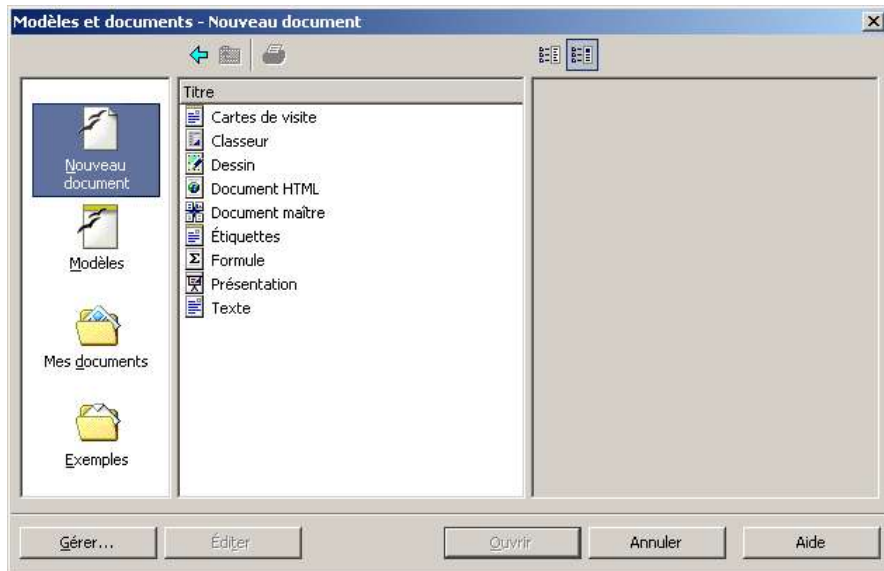 Modèles et documents - Nouveau document
Nouveau
document
Modèles
Mes documents
Exemples
Titre
Cartes de visite
Classeur
Dessin
Document HTML
Document maître
Étiquettes
Formule
Présentation
Texte
Gérer...
Éditer
Ouvrir
Annuler
Aide